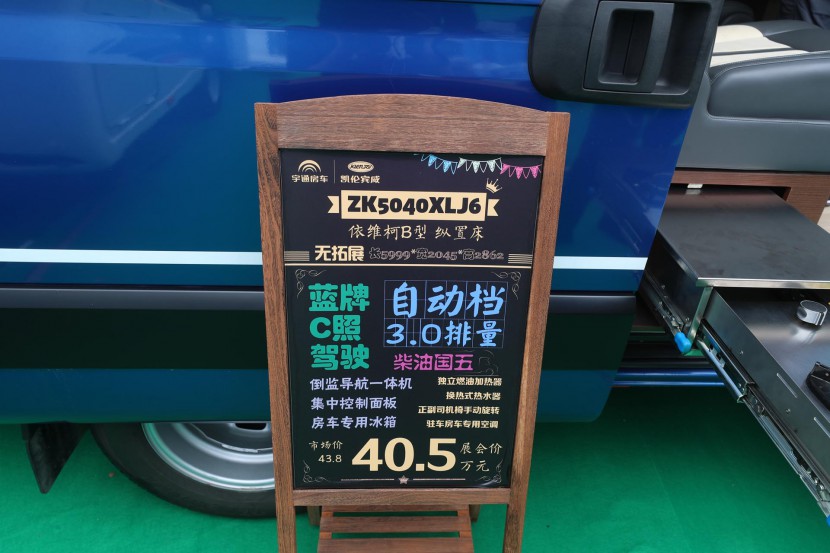 宇通房车 凯伦宾威
ZK5040XLJ6
依维柯B型 纵置床
无拓展 长5999*宽2045*高2862
蓝牌 自动档
C照 3.0排量
驾驶 柴油国五
倒监导航一体机 独立燃油加热器
集中控制面板 换热式热水器
房车专用冰箱 正副司机椅手动旋转
驻车房车专用空调
市场价 43.8 40.5 展会价 万元